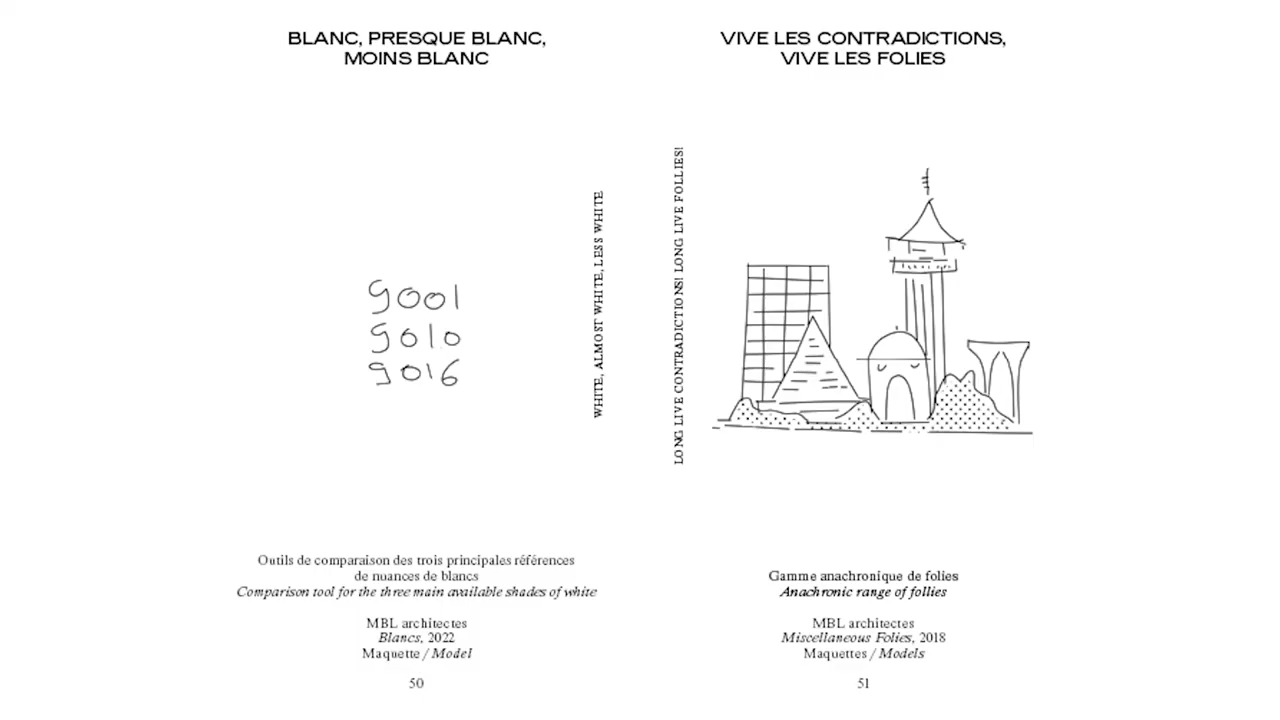 BLANC, PRESQUE BLANC,
MOINS BLANC
9001
9010
9016
WHITE, ALMOST WHITE, LESS WHITE
Outils de comparaison des trois principales références
de nuances de blancs
Comparison tool for the three main available shades of white
MBL architectes
Blancs, 2022
Maquette / Model
50
VIVE LES CONTRADICTIONS,
VIVE LES FOLIES
LONG LIVE CONTRADICTIONS! LONG LIVE FOLLIES!
Gamme anachronique de folies
Anachronic range of follies
MBL architectes
Miscellaneous Folies, 2018
Maquettes / Models
51